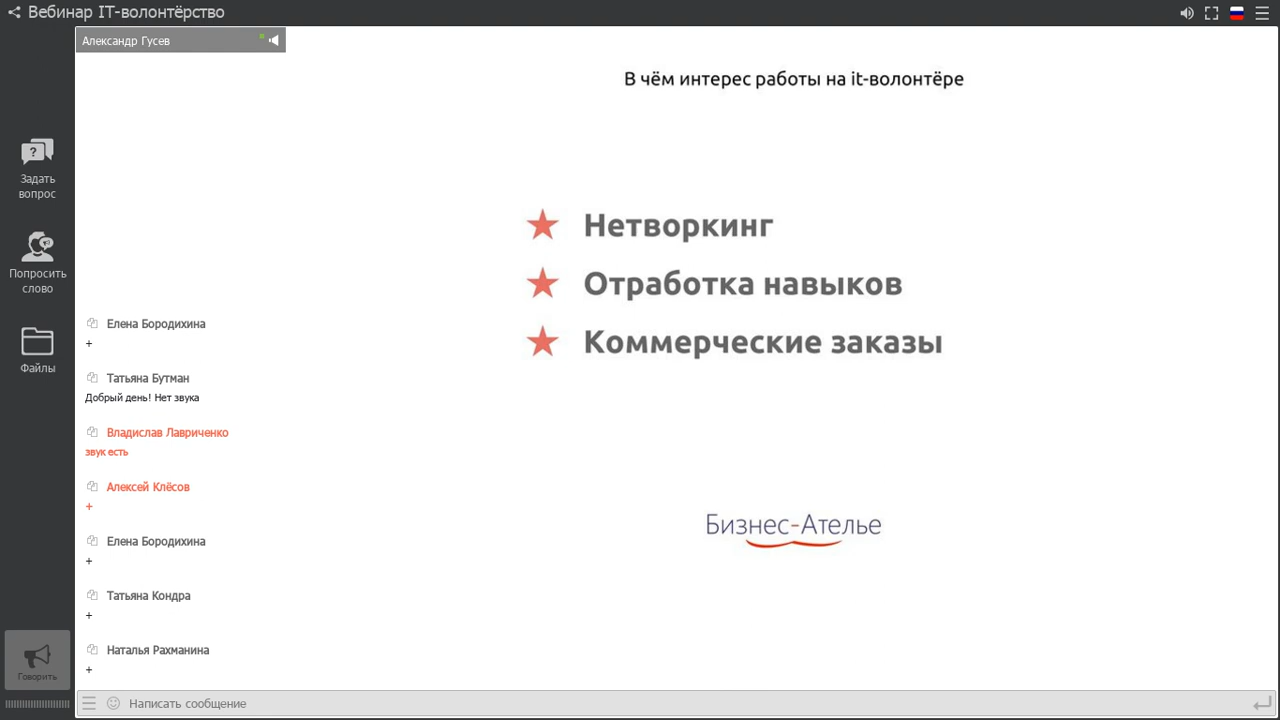 Вебинар IT-волонтёрство
Александр Гусев
В чём интерес работы на it-волонтёре
Задать
вопрос
Попросить
слово
Файлы
Нетворкинг
Отработка навыков
Коммерческие заказы
Бизнес-Ателье
Елена Бородихина
+
Татьяна Бутман
Добрый день! Нет звука
Владислав Лавриченко
звук есть
Алексей Клёсов
+
Елена Бородихина
+
Татьяна Кондра
+
Наталья Рахманина
+
Говорить
Написать сообщение